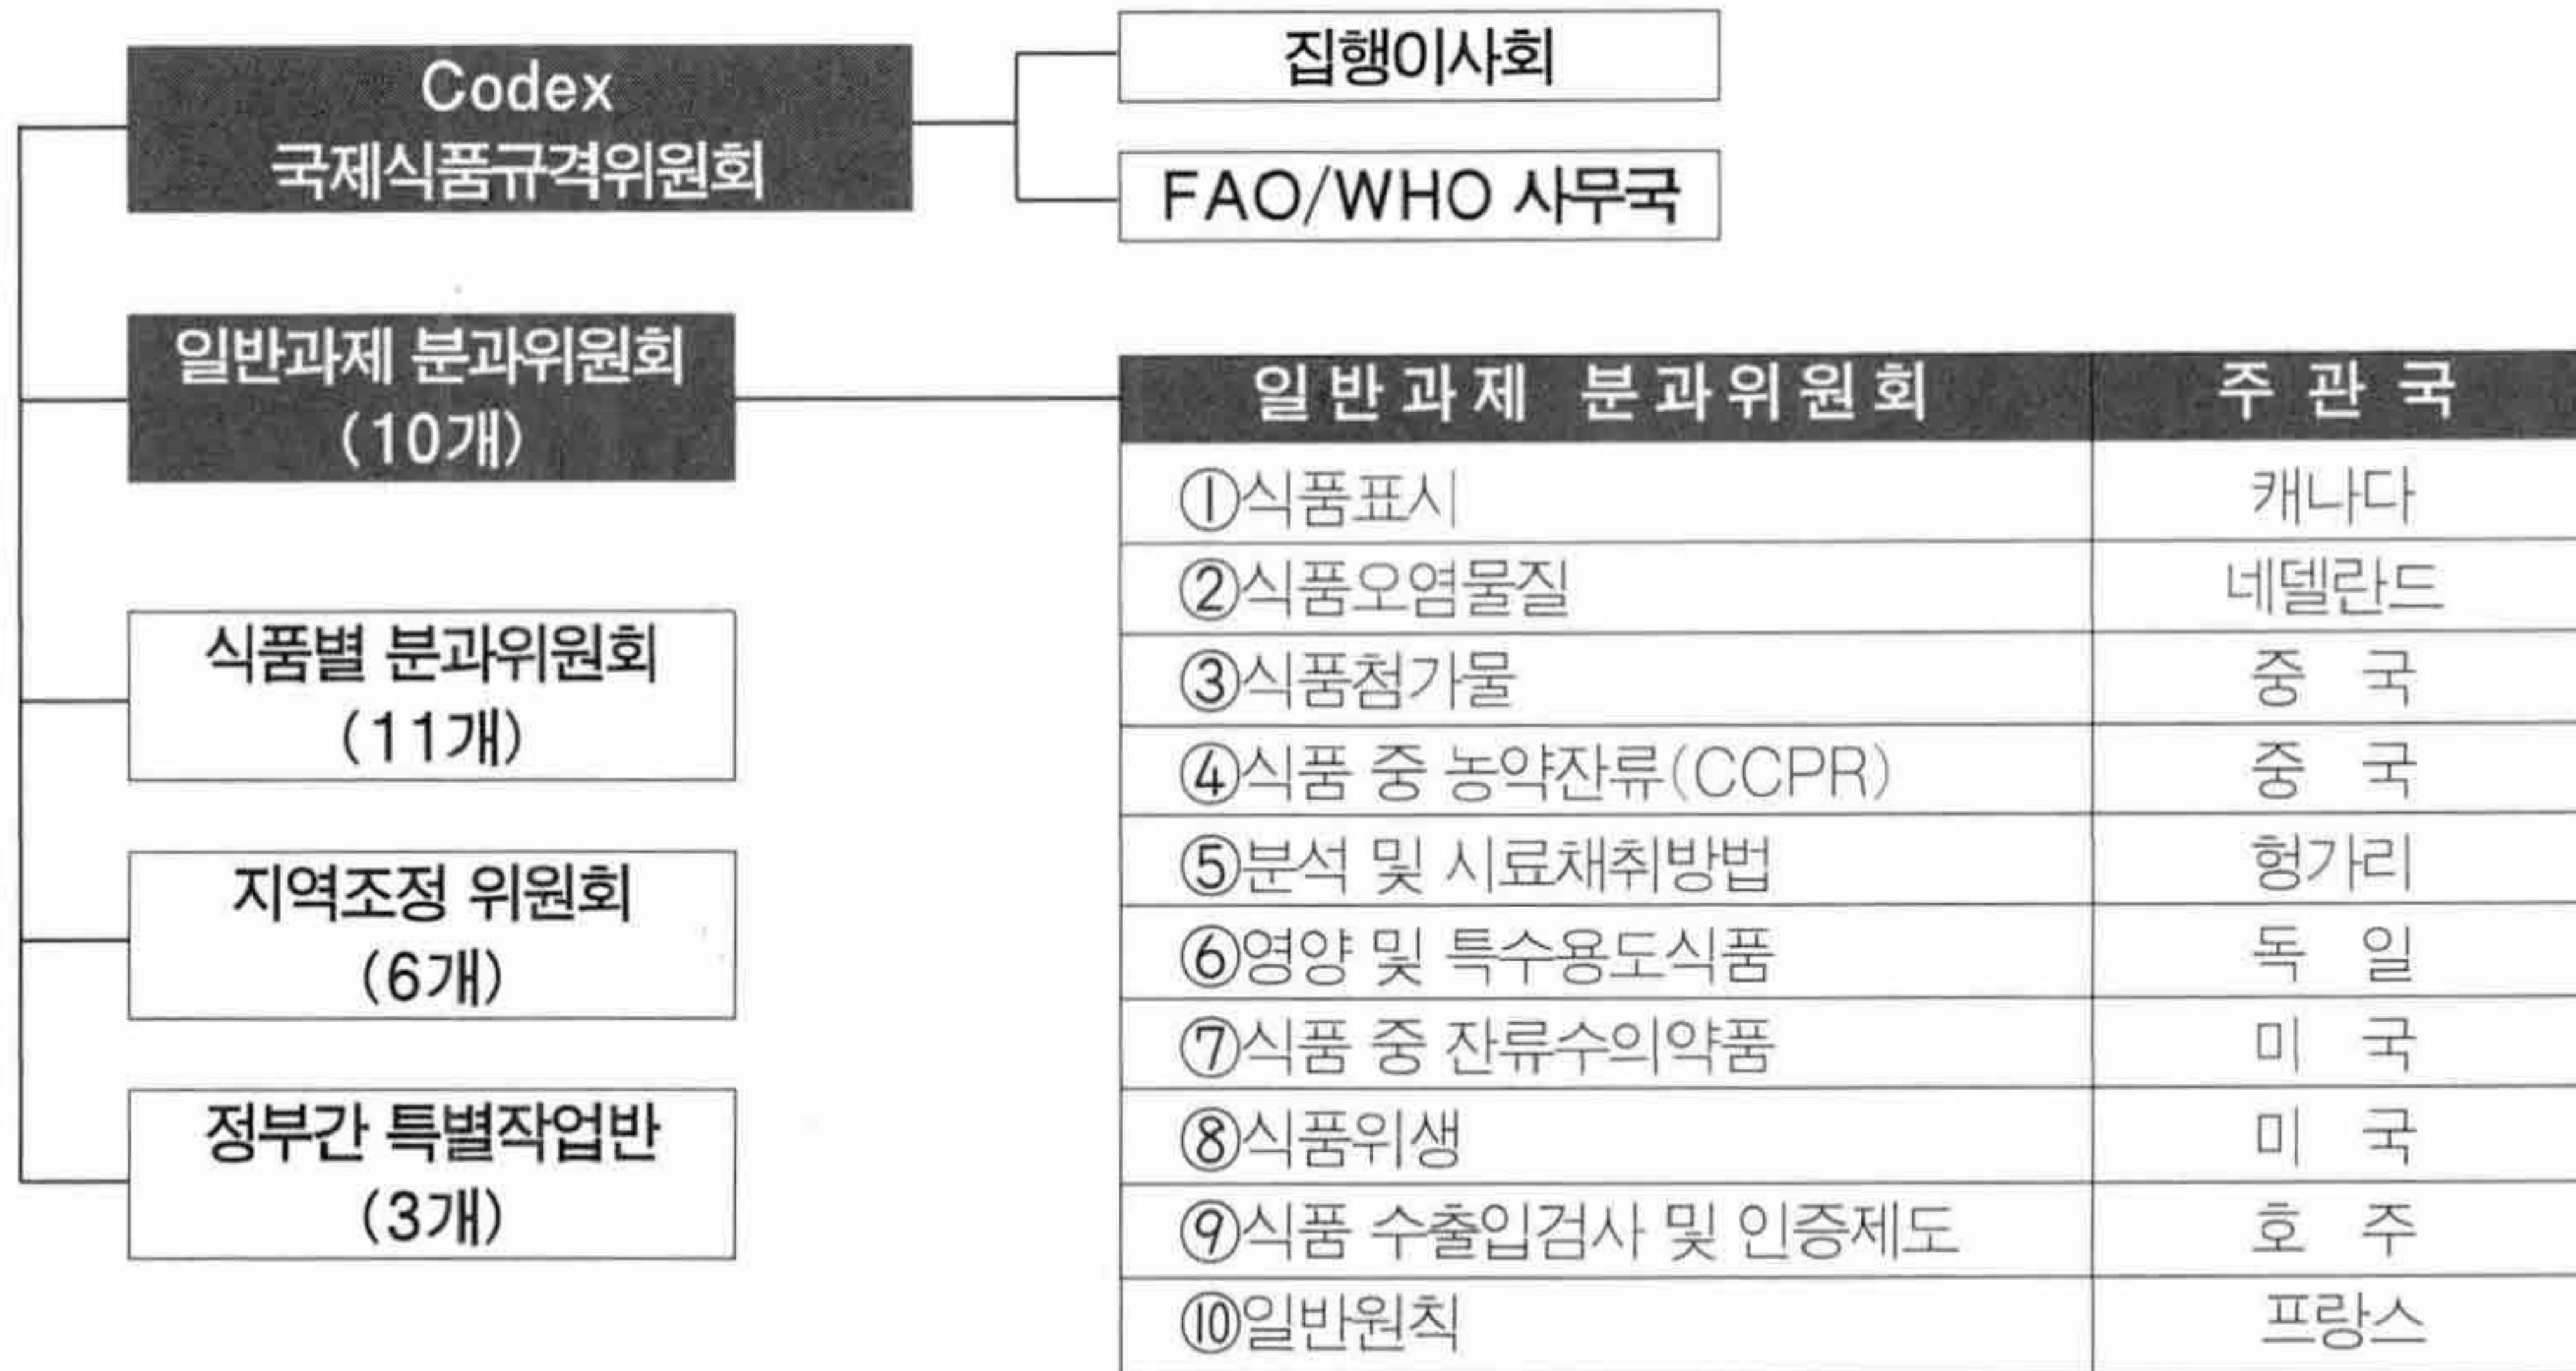 Codex
국제식품규격위원회
집행이사회
FAO/WHO 사무국
일반과제 분과위원회
(10개)
식품별 분과위원회
(11개)
지역조정 위원회
(6개)
정부간 특별작업반
(3개)
일반과제 분과위원회 주관국
①식품표시 캐나다
②식품오염물질 네델란드
③식품첨가물 중 국
④식품 중 농약잔류(CCPR) 중 국
⑤분석 및 시료채취방법 헝가리
⑥영양 및 특수용도식품 독 일
⑦식품 중 잔류수의약품 미 국
⑧식품위생 미 국
⑨식품 수출입검사 및 인증제도 호 주
⑩일반원칙 프랑스